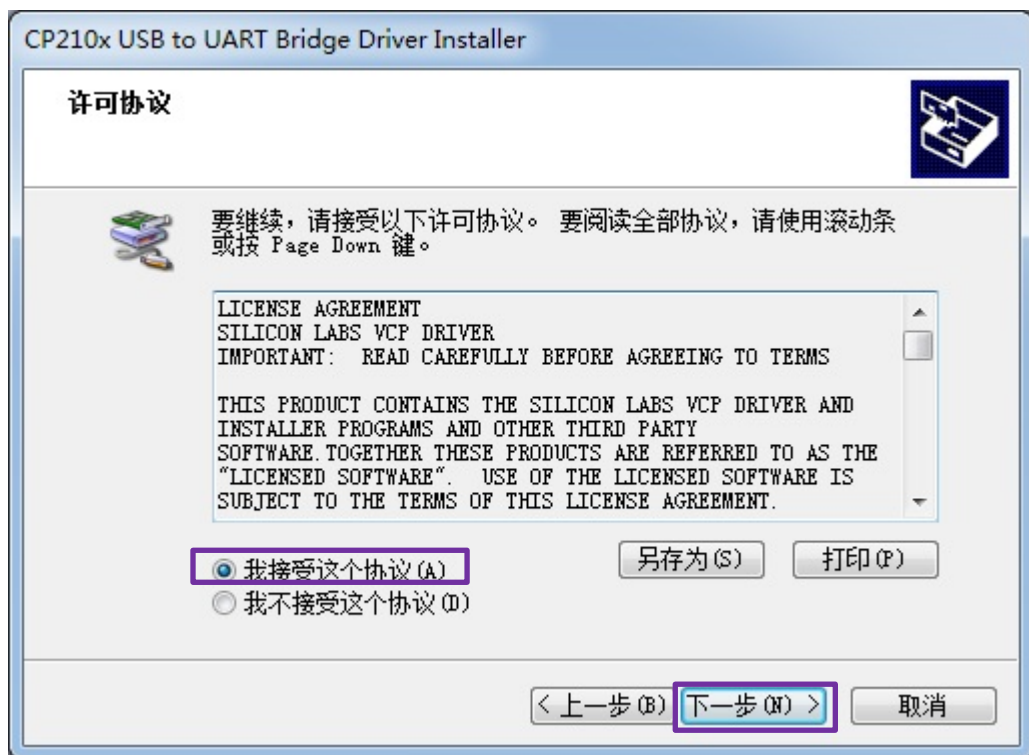 CP210x USB to UART Bridge Driver Installer
许可协议
要继续，请接受以下许可协议。 要阅读全部协议，请使用滚动条
或按 Page Down 键。
LICENSE AGREEMENT
SILICON LABS VCP DRIVER
IMPORTANT:  READ CAREFULLY BEFORE AGREEING TO TERMS
THIS PRODUCT CONTAINS THE SILICON LABS VCP DRIVER AND
INSTALLER PROGRAMS AND OTHER THIRD PARTY
SOFTWARE.TOGETHER THESE PRODUCTS ARE REFERRED TO AS THE
"LICENSED SOFTWARE".  USE OF THE LICENSED SOFTWARE IS
SUBJECT TO THE TERMS OF THIS LICENSE AGREEMENT.
我接受这个协议(A)
另存为(S)
打印(P)
我不接受这个协议(D)
< 上一步(B)
下一步(N) >
取消